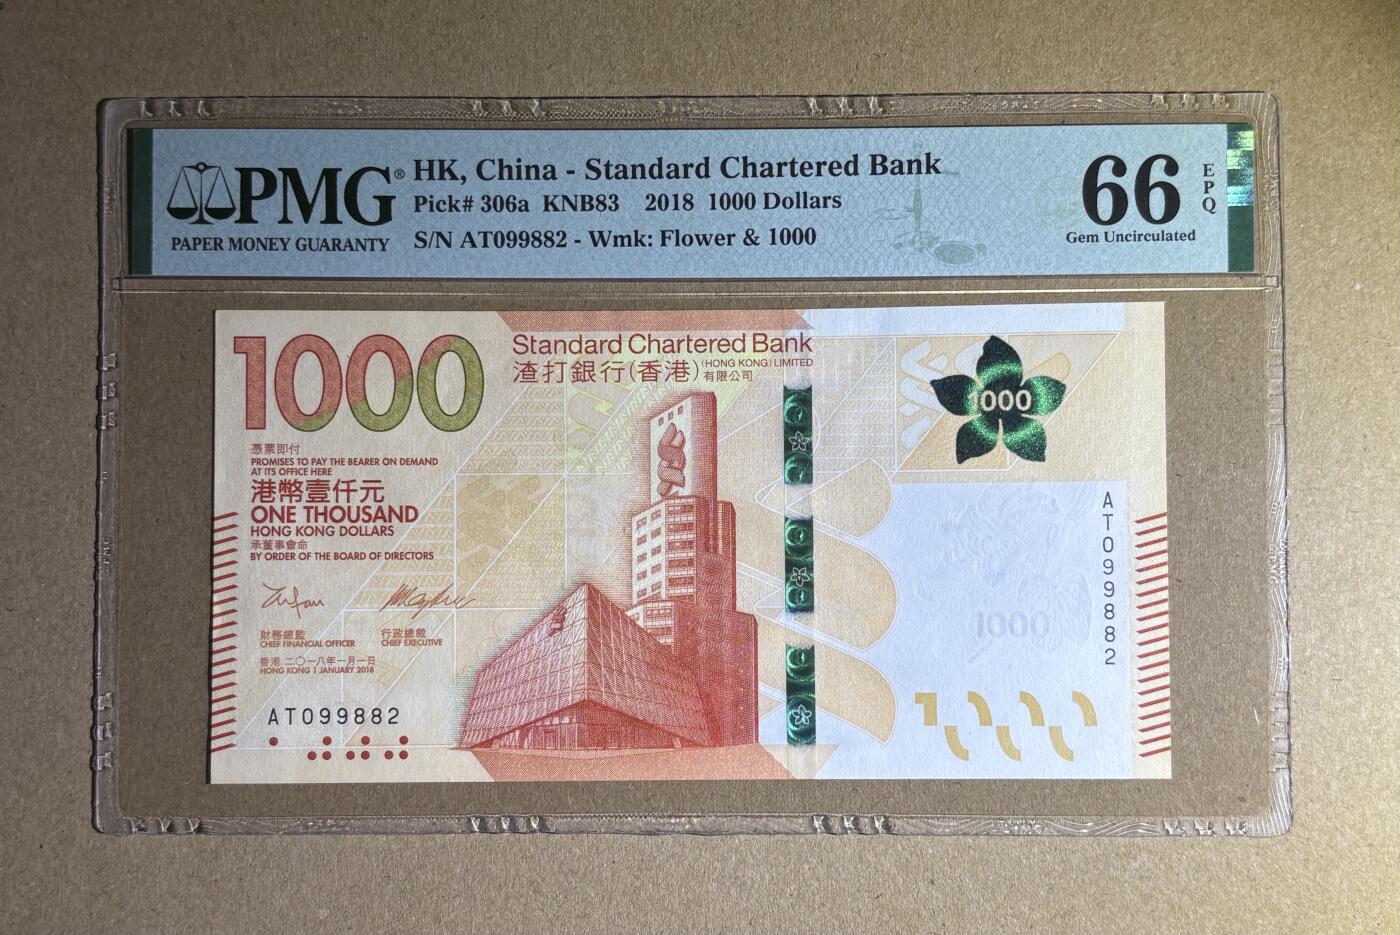 PMG®
PAPER MONEY GUARANTY
HK, China - Standard Chartered Bank
Pick# 306a KNB83 2018 1000 Dollars
S/N AT099882 - Wmk: Flower & 1000
66
EPQ
Gem Uncirculated
1000
Standard Chartered Bank
(HONG KONG) LIMITED
渣打銀行(香港)有限公司
1000
憑票即付
PROMISES TO PAY THE BEARER ON DEMAND
AT ITS OFFICE HERE
港幣壹仟元
ONE THOUSAND
HONG KONG DOLLARS
承董事會命
BY ORDER OF THE BOARD OF DIRECTORS
財務總監
CHIEF FINANCIAL OFFICER
行政總裁
CHIEF EXECUTIVE
香港 二〇一八年一月一日
HONG KONG 1 JANUARY 2018
AT099882
AT099882
1000